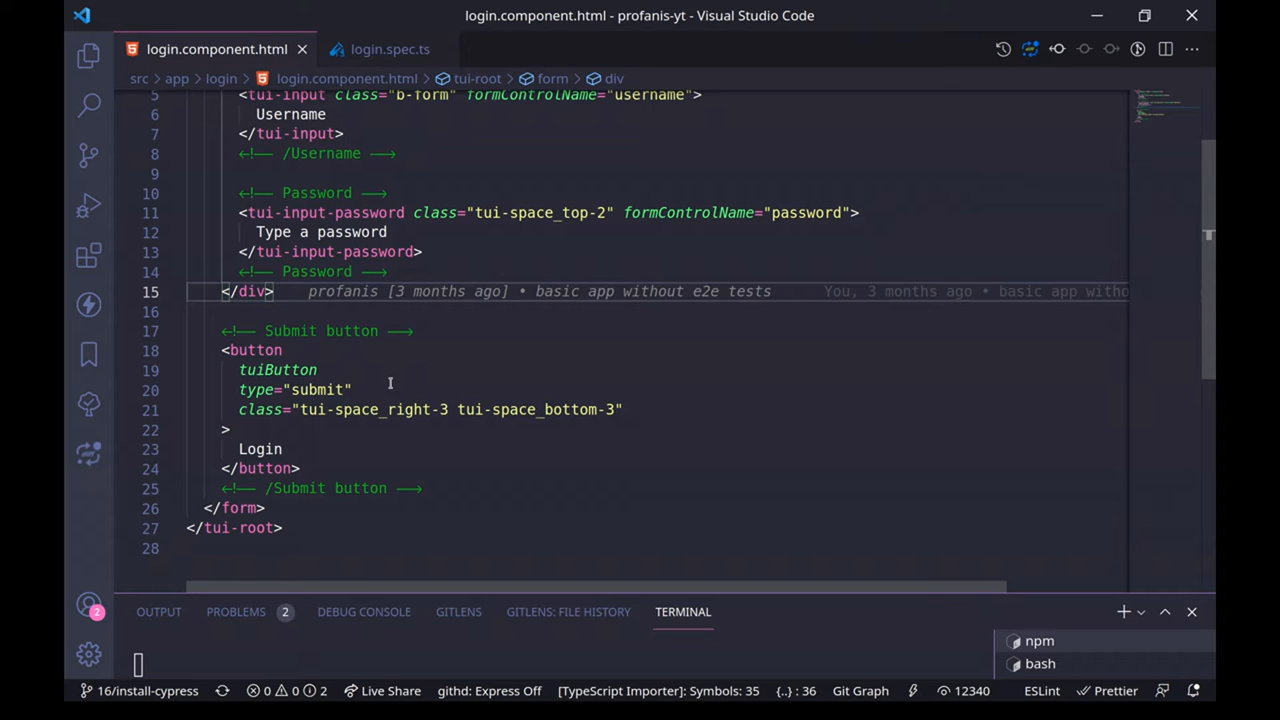 login.component.html - profanis-yt - Visual Studio Code
login.component.html login.spec.ts
src app login login.component.html tui-root form div
5 <tui-input class="b-form" formControlName="username">
6 Username
7 </tui-input>
8 <!-- /Username -->
9
10 <!-- Password -->
11 <tui-input-password class="tui-space_top-2" formControlName="password">
12 Type a password
13 </tui-input-password>
14 <!-- Password -->
15 </div> profanis [3 months ago] • basic app without e2e tests You, 3 months ago • basic app witho
16
17 <!-- Submit button -->
18 <button
19 tuiButton
20 type="submit"
21 class="tui-space_right-3 tui-space_bottom-3"
22 >
23 Login
24 </button>
25 <!-- /Submit button -->
26 </form>
27 </tui-root>
28
OUTPUT PROBLEMS 2 DEBUG CONSOLE GITLENS GITLENS: FILE HISTORY TERMINAL
npm
2
bash
16/install-cypress 0 0 2 Live Share githd: Express Off [TypeScript Importer]: Symbols: 35 {..} : 36 Git Graph 12340 ESLint Prettier